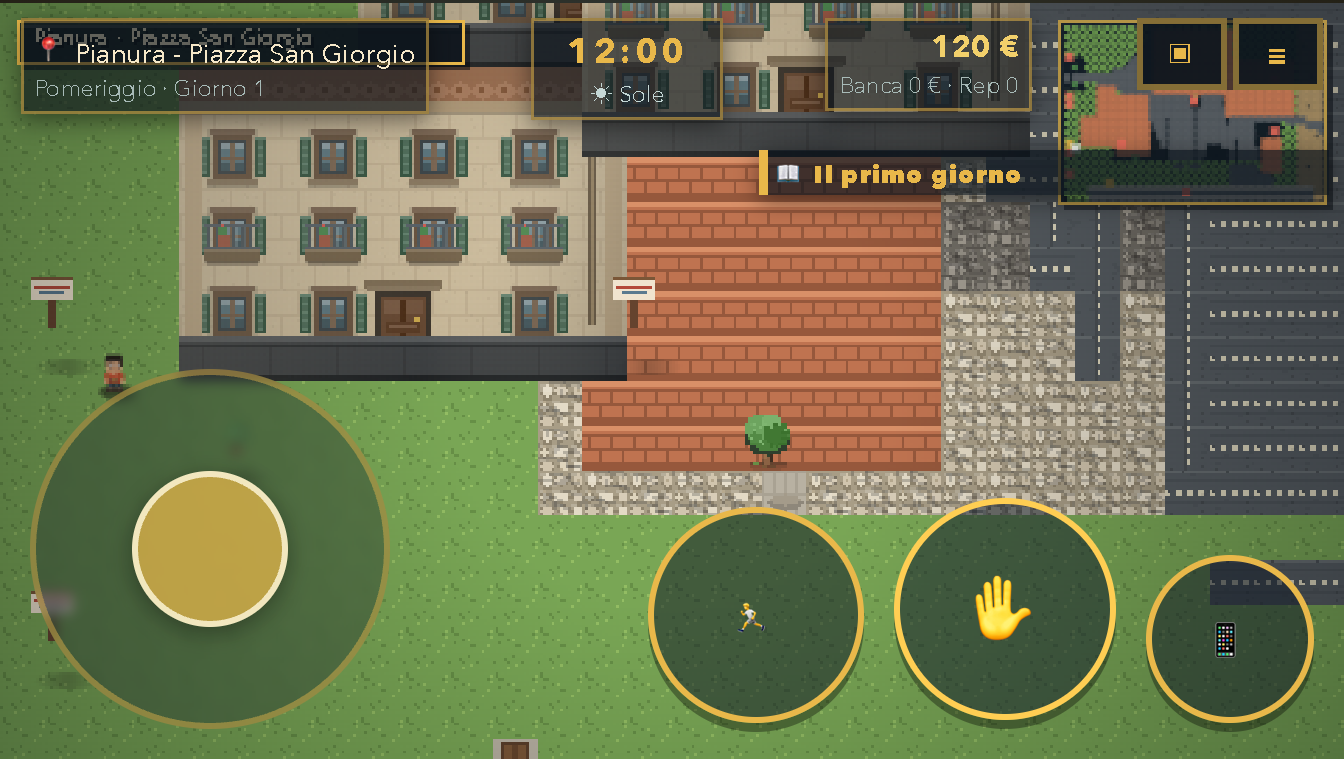 Pianura · Piazza San Giorgio
Pianura - Piazza San Giorgio
Pomeriggio · Giorno 1
12:00
Sole
120 €
Banca 0 € · Rep 0
Il primo giorno